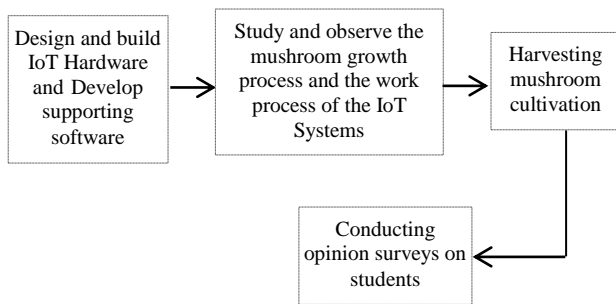 Design and build
IoT Hardware
and Develop
supporting
software
Study and observe the
mushroom growth
process and the work
process of the IoT
Systems
Harvesting
mushroom
cultivation
Conducting
opinion surveys on
students